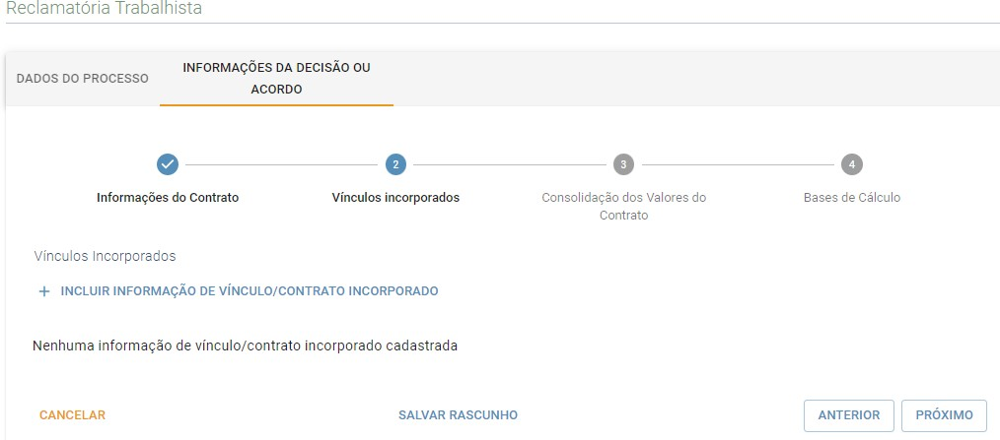 Reclamatória Trabalhista
DADOS DO PROCESSO
INFORMAÇÕES DA DECISÃO OU
ACORDO
2
3
4
Informações do Contrato
Vínculos incorporados
Consolidação dos Valores do
Contrato
Bases de Cálculo
Vínculos Incorporados
+ INCLUIR INFORMAÇÃO DE VÍNCULO/CONTRATO INCORPORADO
Nenhuma informação de vínculo/contrato incorporado cadastrada
CANCELAR
SALVAR RASCUNHO
ANTERIOR
PRÓXIMO